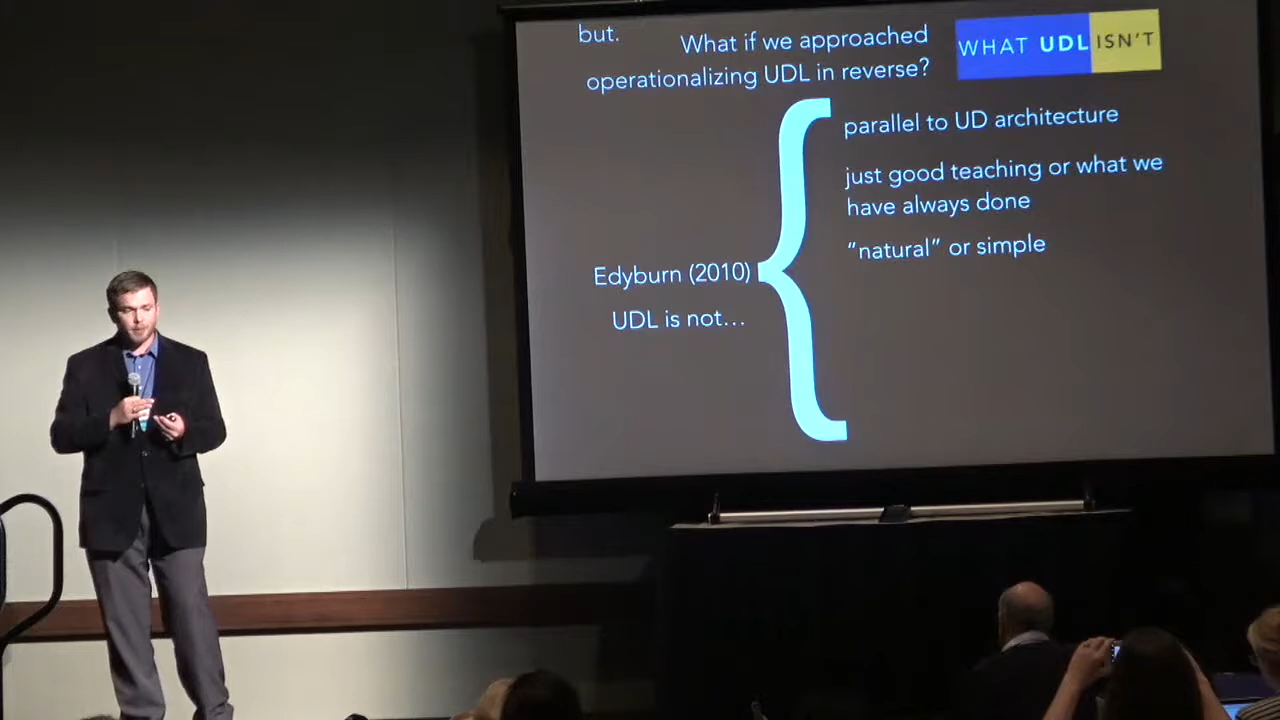 but.
What if we approached
operationalizing UDL in reverse?
WHAT UDL ISN'T
parallel to UD architecture
just good teaching or what we
have always done
“natural” or simple
Edyburn (2010)
UDL is not...